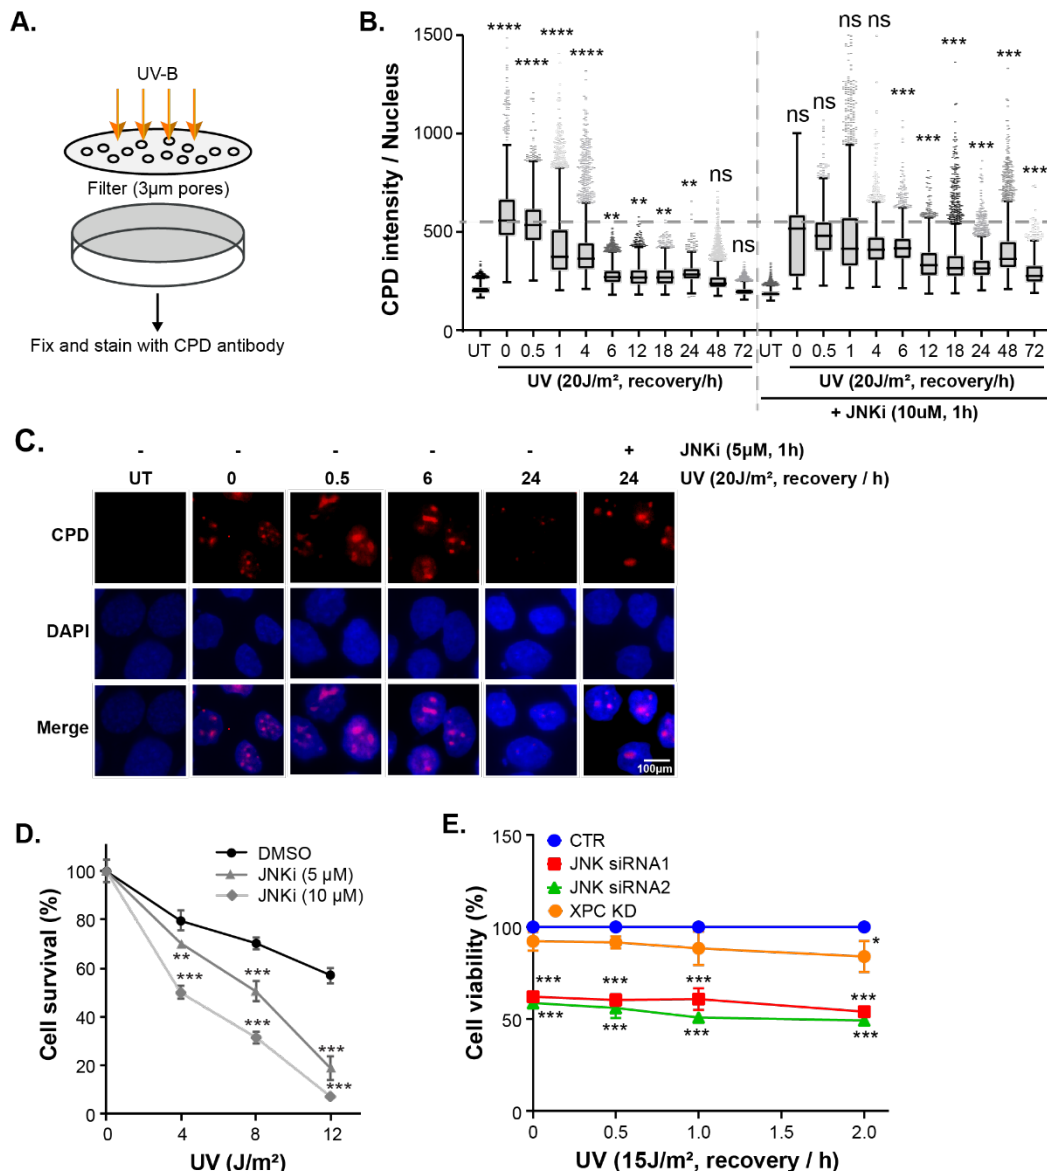 A.
UV-B
Filter (3µm pores)
Fix and stain with CPD antibody
B.
CPD intensity / Nucleus
1500
1000
500
0
**** **** **** **** ** ** ** ** ns ns
ns ns ns ns *** *** *** *** *** ***
UT 0 0.5 1 4 6 12 18 24 48 72 UT 0 0.5 1 4 6 12 18 24 48 72
UV (20J/m², recovery/h) UV (20J/m², recovery/h)
+ JNKi (10uM, 1h)
C.
- - - - - + JNKi (5µM, 1h)
UT 0 0.5 6 24 24 UV (20J/m², recovery / h)
CPD
DAPI
Merge
100µm
D.
Cell survival (%)
100
80
60
40
20
0
DMSO
JNKi (5 µM)
JNKi (10 µM)
** *** ***
*** *** ***
0 4 8 12
UV (J/m²)
E.
Cell viability (%)
150
100
50
0
CTR
JNK siRNA1
JNK siRNA2
XPC KD
*
*** *** *** ***
*** *** *** ***
0 0.5 1.0 2.0
UV (15J/m², recovery / h)